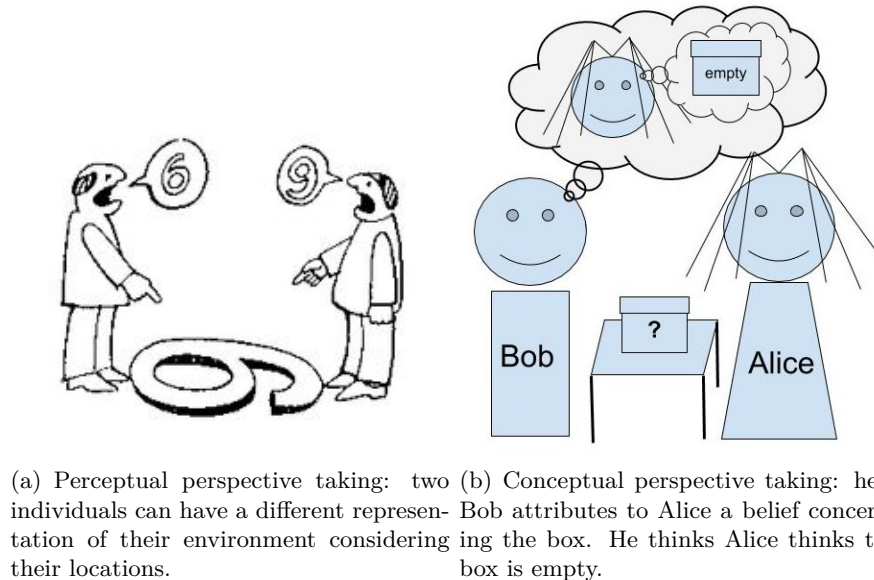 6
9
empty
?
Bob
Alice
(a) Perceptual perspective taking: two
individuals can have a different represen-
tation of their environment considering
their locations.
(b) Conceptual perspective taking: he
Bob attributes to Alice a belief concer
ing the box. He thinks Alice thinks t
box is empty.